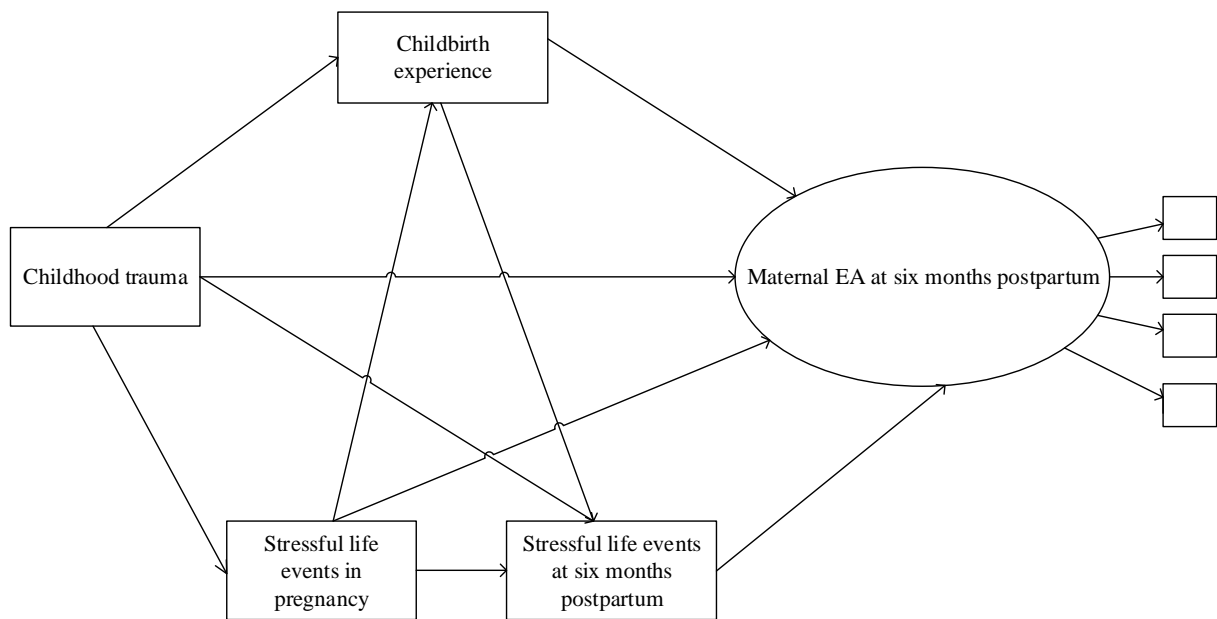 Childbirth
experience
Childhood trauma
Maternal EA at six months postpartum
Stressful life
events in
pregnancy
Stressful life events
at six months
postpartum